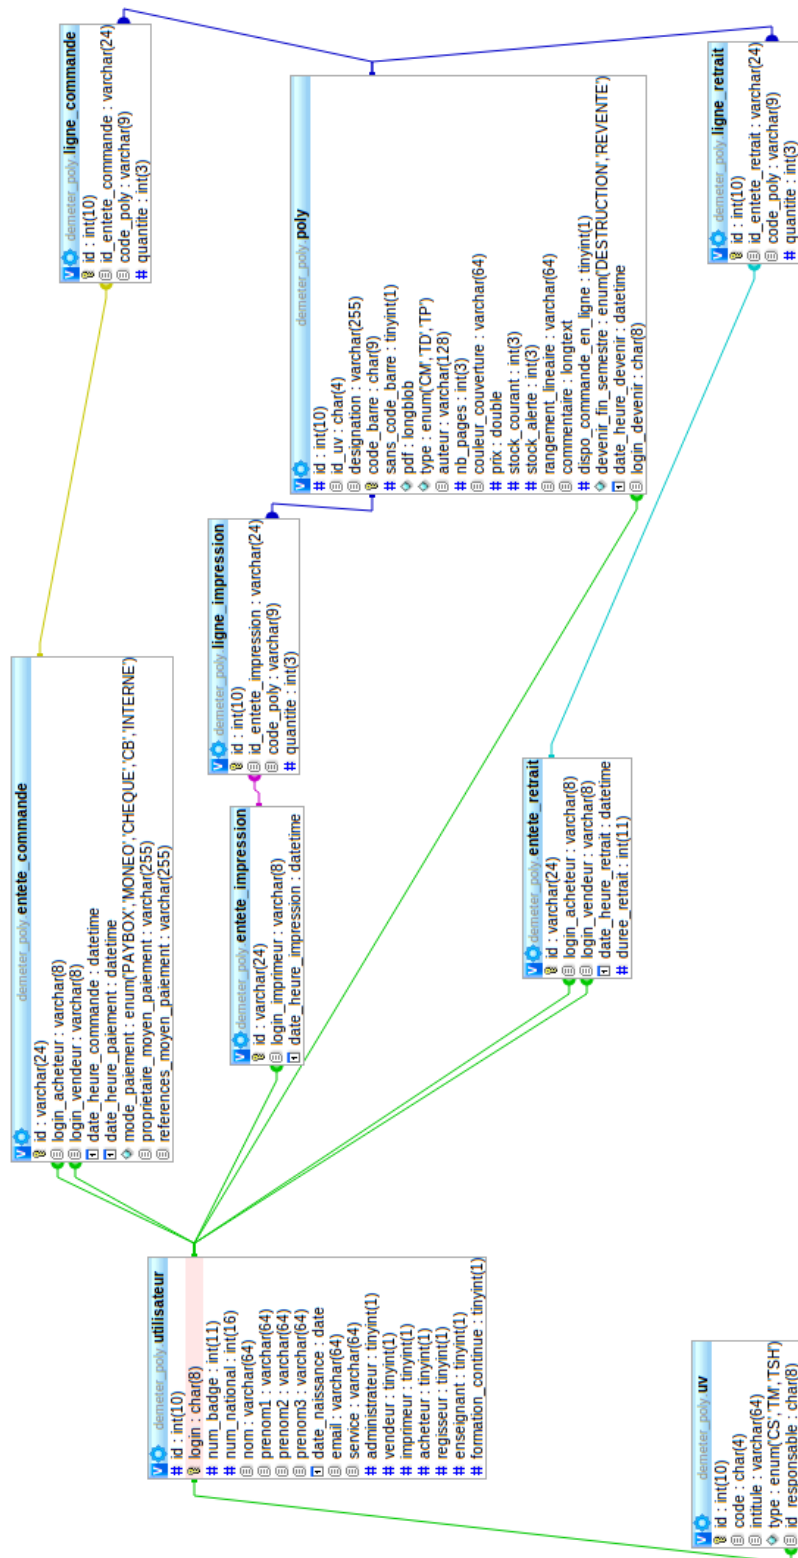 demeter_poly.utilisateur
id : int(10)
login : char(8)
num_badge : int(11)
num_national : int(16)
nom : varchar(64)
prenom1 : varchar(64)
prenom2 : varchar(64)
prenom3 : varchar(64)
date_naissance : date
email : varchar(64)
service : varchar(64)
administrateur : tinyint(1)
vendeur : tinyint(1)
imprimeur : tinyint(1)
acheteur : tinyint(1)
regisseur : tinyint(1)
enseignant : tinyint(1)
formation_continue : tinyint(1)
demeter_poly.uv
id : int(10)
code : char(4)
intitule : varchar(64)
type : enum('CS','TM','TSH')
id_responsable : char(8)
demeter_poly.entete_commande
id : varchar(24)
login_acheteur : varchar(8)
login_vendeur : varchar(8)
date_heure_commande : datetime
date_heure_paiement : datetime
mode_paiement : enum('PAYBOX','MONEO','CHEQUE','CB','INTERNE')
proprietaire_moyen_paiement : varchar(255)
references_moyen_paiement : varchar(255)
demeter_poly.entete_impression
id : varchar(24)
login_imprimeur : varchar(8)
date_heure_impression : datetime
demeter_poly.entete_retrait
id : varchar(24)
login_acheteur : varchar(8)
login_vendeur : varchar(8)
date_heure_retrait : datetime
duree_retrait : int(11)
demeter_poly.ligne_impression
id : int(10)
id_entete_impression : varchar(24)
code_poly : varchar(9)
quantite : int(3)
demeter_poly.ligne_commande
id : int(10)
id_entete_commande : varchar(24)
code_poly : varchar(9)
quantite : int(3)
demeter_poly.poly
id : int(10)
id_uv : char(4)
designation : varchar(255)
code_barre : char(9)
sans_code_barre : tinyint(1)
pdf : longblob
type : enum('CM','TD','TP')
auteur : varchar(128)
nb_pages : int(3)
couleur_couverture : varchar(64)
prix : double
stock_courant : int(3)
stock_alerte : int(3)
rangement_lineaire : varchar(64)
commentaire : longtext
dispo_commande_en_ligne : tinyint(1)
devenir_fin_semestre : enum('DESTRUCTION','REVENTE')
date_heure_devenir : datetime
login_devenir : char(8)
demeter_poly.ligne_retrait
id : int(10)
id_entete_retrait : varchar(24)
code_poly : varchar(9)
quantite : int(3)